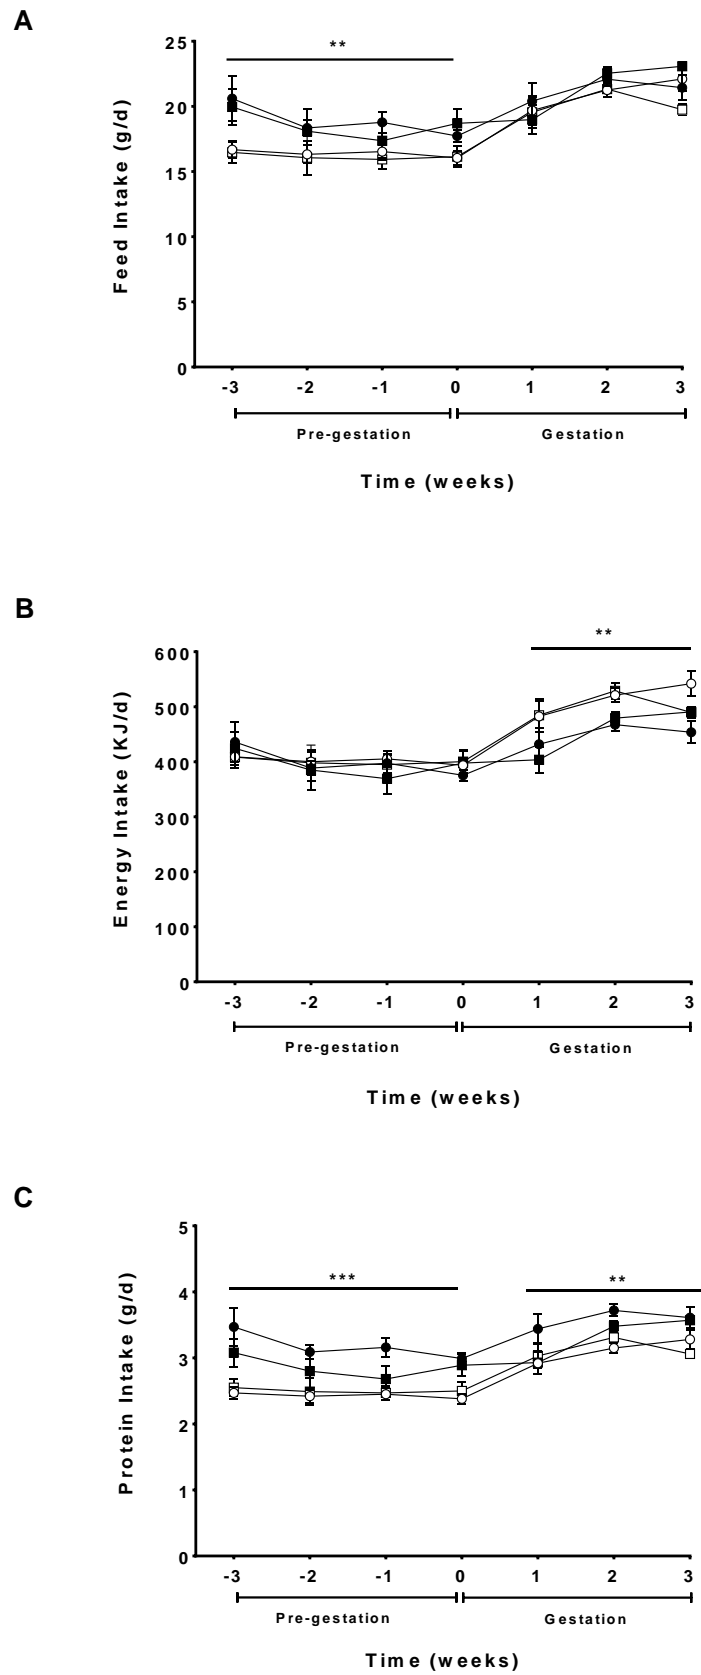 A
**
25
20
15
10
5
0
Feed Intake (g/d)
-3 -2 -1 0 1 2 3
Pre-gestation Gestation
Time (weeks)
B
**
600
500
400
300
200
100
0
Energy Intake (KJ/d)
-3 -2 -1 0 1 2 3
Pre-gestation Gestation
Time (weeks)
C
5
*** **
4
3
2
1
0
Protein Intake (g/d)
-3 -2 -1 0 1 2 3
Pre-gestation Gestation
Time (weeks)